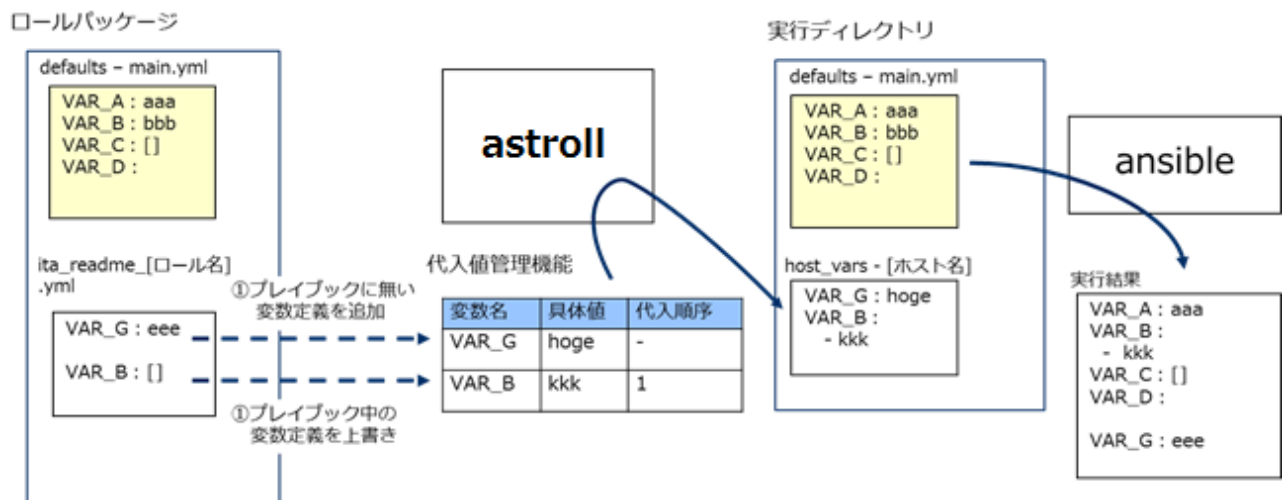 ロールパッケージ
defaults – main.yml
VAR_A : aaa
VAR_B : bbb
VAR_C : []
VAR_D :
ita_readme_[ロール名]
.yml
VAR_G : eee
VAR_B : []
①プレイブックに無い
変数定義を追加
①プレイブック中の
変数定義を上書き
astroll
代入値管理機能
変数名 具体値 代入順序
VAR_G hoge -
VAR_B kkk 1
実行ディレクトリ
defaults – main.yml
VAR_A : aaa
VAR_B : bbb
VAR_C : []
VAR_D :
host_vars - [ホスト名]
VAR_G : hoge
VAR_B :
- kkk
ansible
実行結果
VAR_A : aaa
VAR_B :
- kkk
VAR_C : []
VAR_D :
VAR_G : eee